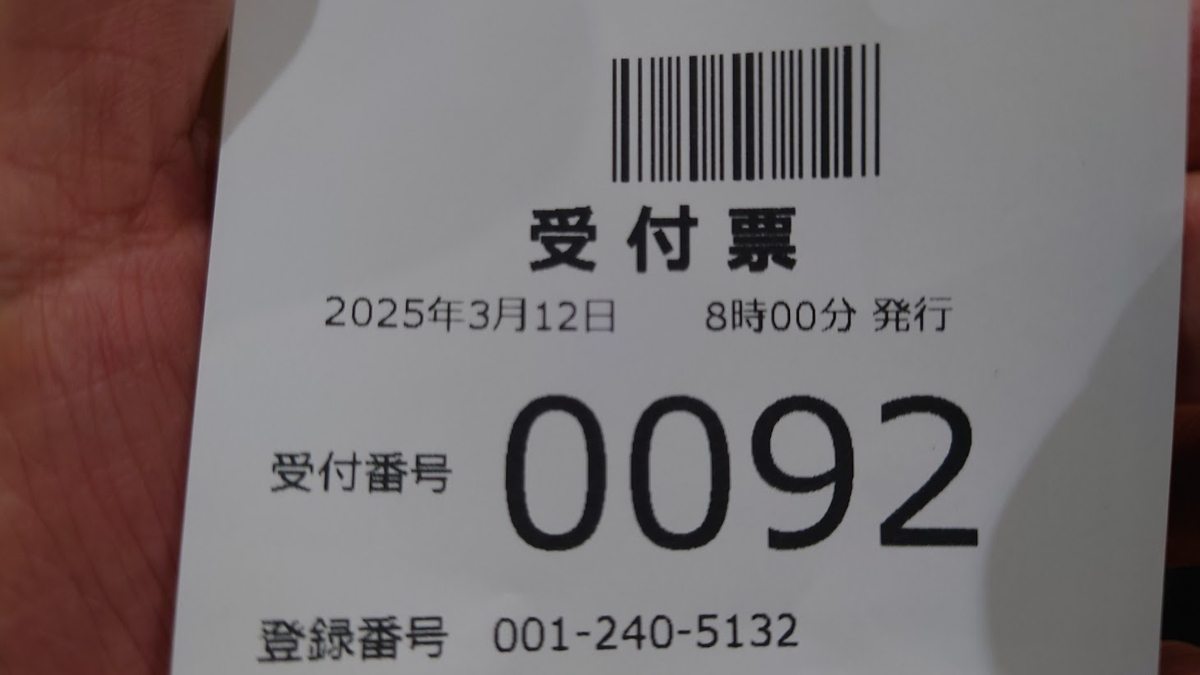 受付票
2025年3月12日 8時00分 発行
受付番号 0092
登録番号 001-240-5132